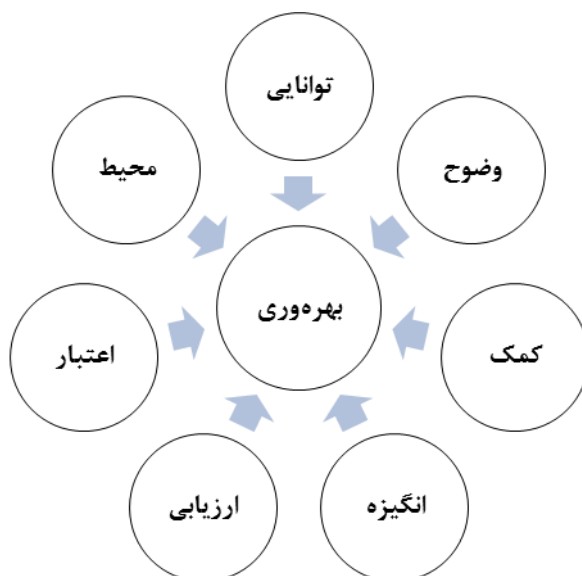 توانایی
وضوح
کمک
انگیزه
ارزیابی
اعتبار
محیط
بهره‌وری